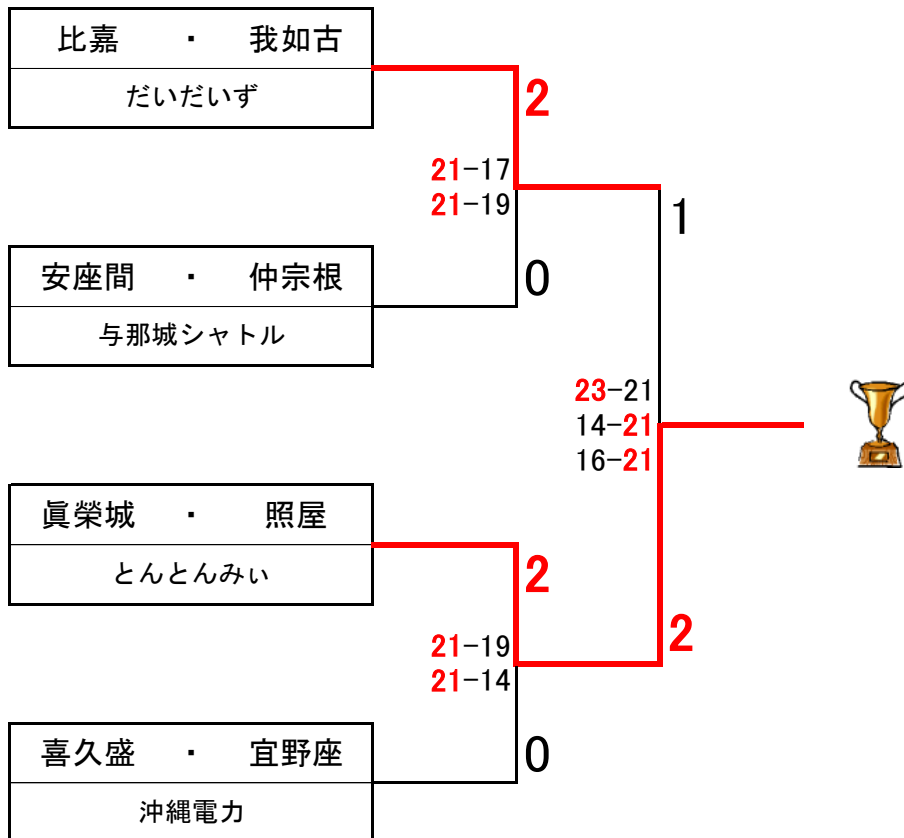 比嘉 ・ 我如古
だいだいず
2
21-17
21-19
1
安座間 ・ 仲宗根
0
与那城シャトル
23-21
14-21
16-21
眞榮城 ・ 照屋
とんとんみぃ
2
21-19
21-14
2
喜久盛 ・ 宜野座
0
沖縄電力